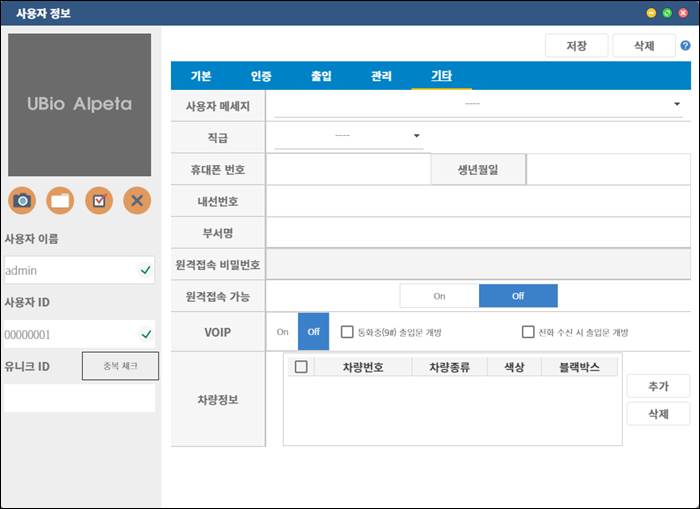 사용자 정보
저장 삭제 ?
UBio Alpeta
기본 인증 출입 관리 기타
사용자 메세지 ----
직급 ----
휴대폰 번호 생년월일
내선번호
부서명
원격접속 비밀번호
원격접속 가능 On Off
VOIP On Off 통화중(9#) 출입문 개방 전화 수신 시 출입문 개방
차량정보
차량번호 차량종류 색상 블랙박스
추가
삭제
사용자 이름
admin
사용자 ID
00000001
유니크 ID 중복 체크